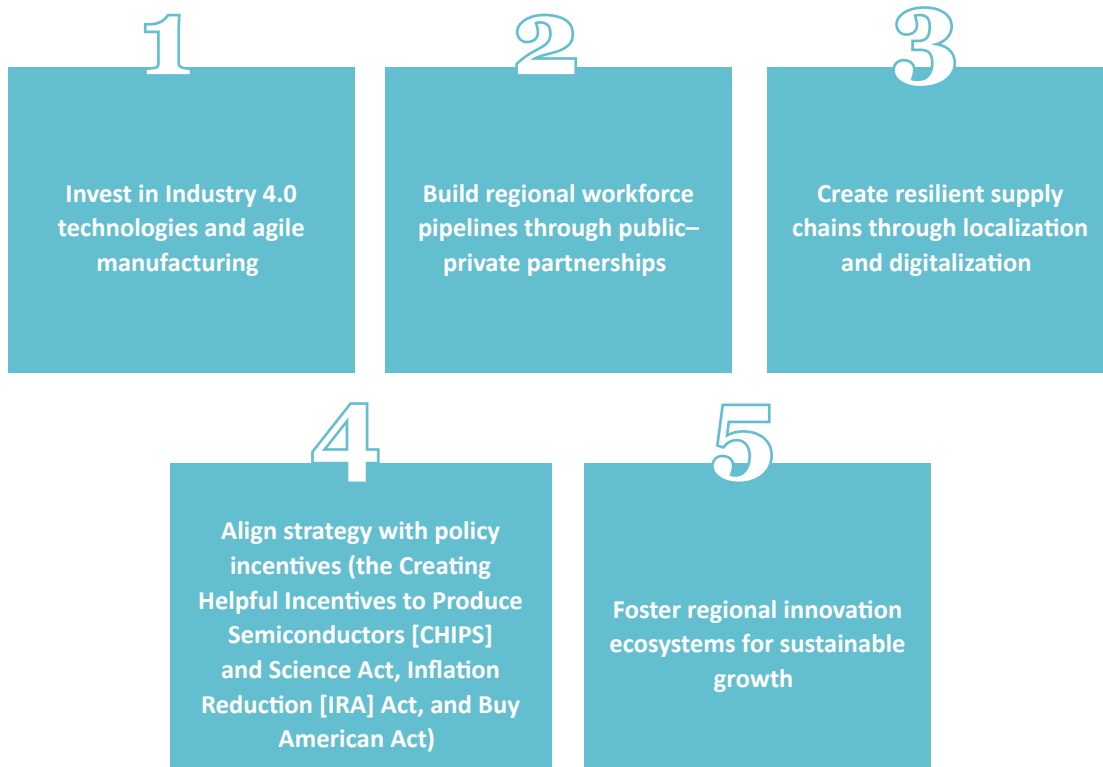 1
Invest in Industry 4.0
technologies and agile
manufacturing
2
Build regional workforce
pipelines through public–
private partnerships
3
Create resilient supply
chains through localization
and digitalization
4
Align strategy with policy
incentives (the Creating
Helpful Incentives to Produce
Semiconductors [CHIPS]
and Science Act, Inflation
Reduction [IRA] Act, and Buy
American Act)
5
Foster regional innovation
ecosystems for sustainable
growth